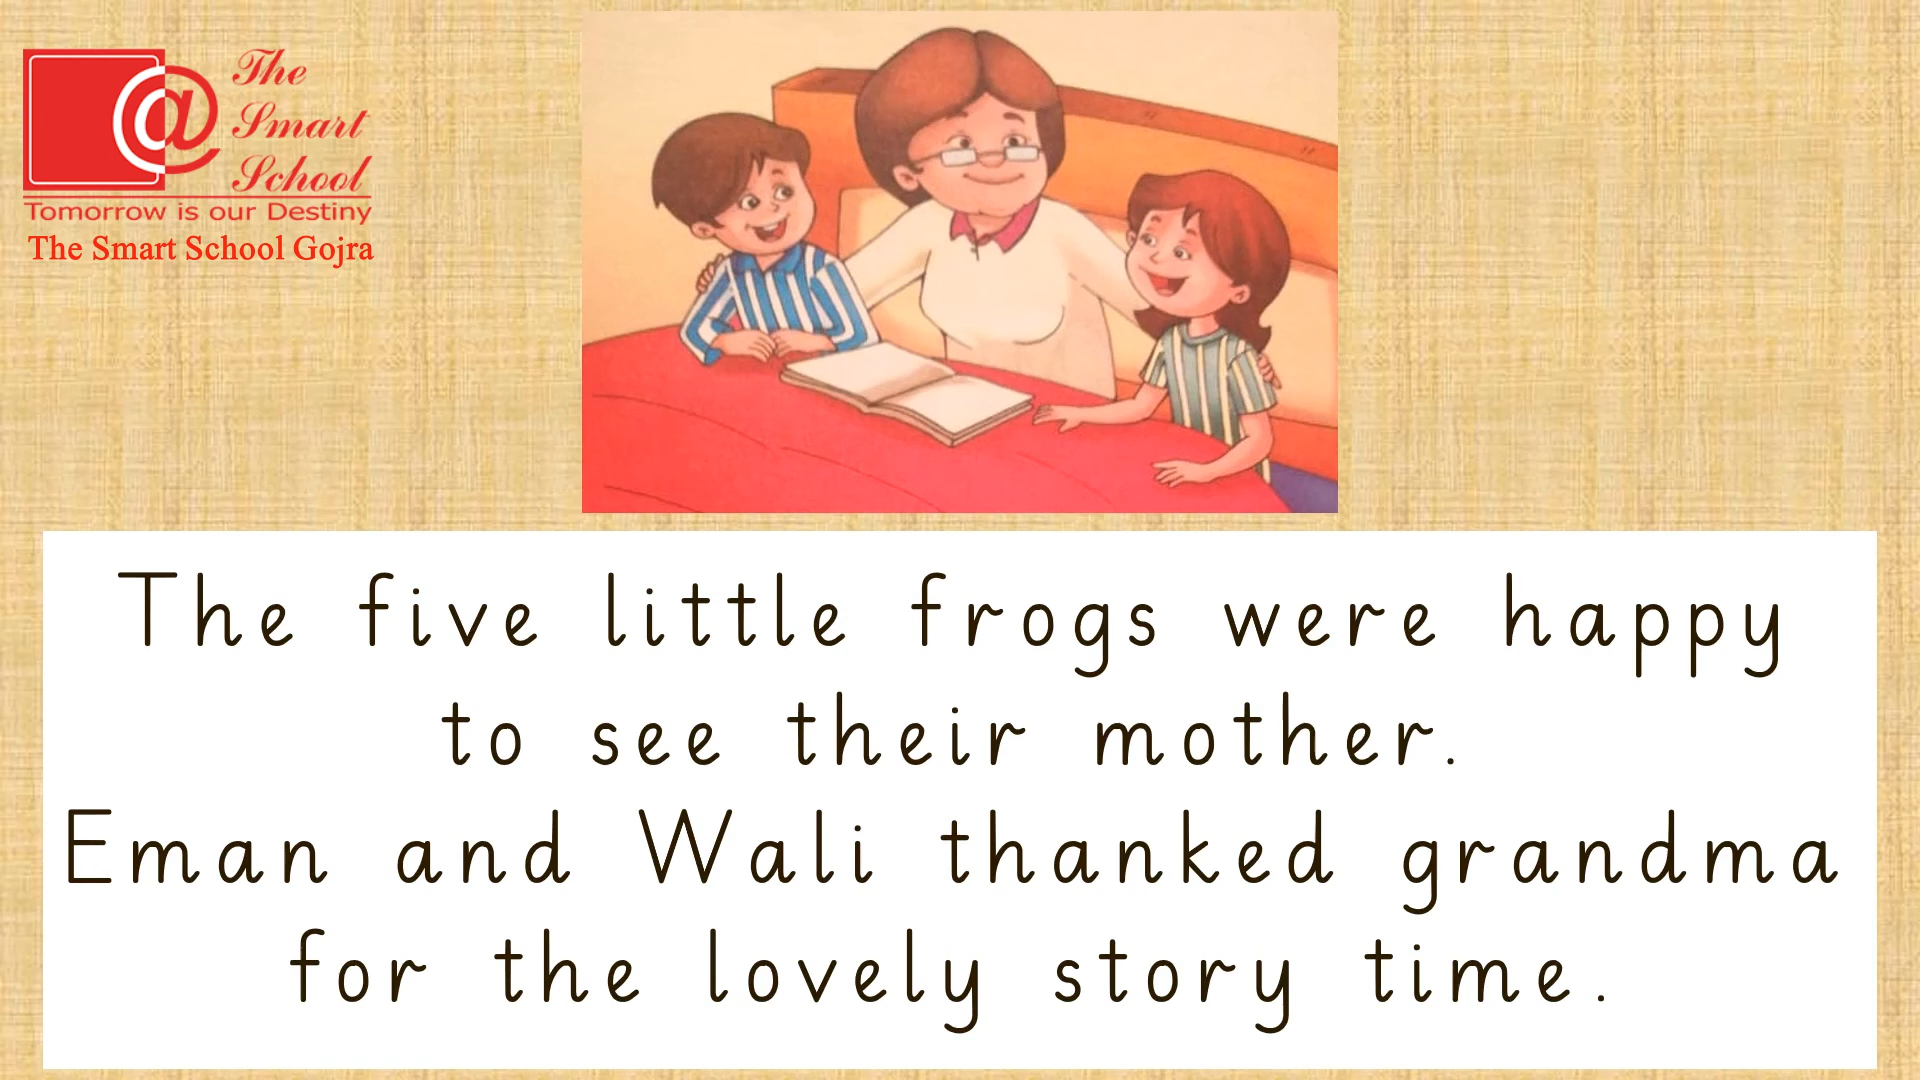 The
Smart
School
Tomorrow is our Destiny
The Smart School Gojra
The five little frogs were happy
to see their mother.
Eman and Wali thanked grandma
for the lovely story time.